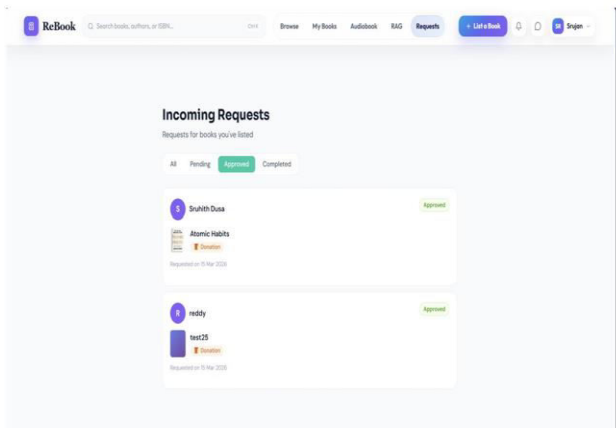 ReBook
Search books, authors, or ISBN...
Browse
My Books
Audiobook
RAG
Requests
+ List a Book
SR
Srujan
Incoming Requests
Requests for books you've listed
All
Pending
Approved
Completed
S
Sruhith Dusa
Approved
Atomic Habits
Donation
Requested on 15 Mar 2026
R
reddy
Approved
test25
Donation
Requested on 15 Mar 2026